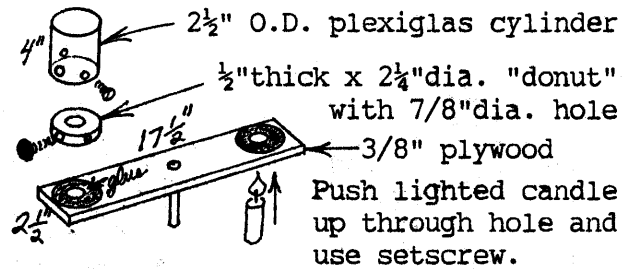 2½" O.D. plexiglas cylinder
4"
½"thick x 2¼"dia. "donut"
with 7/8"dia. hole
17½"
3/8" plywood
glue
2½"
Push lighted candle
up through hole and
use setscrew.